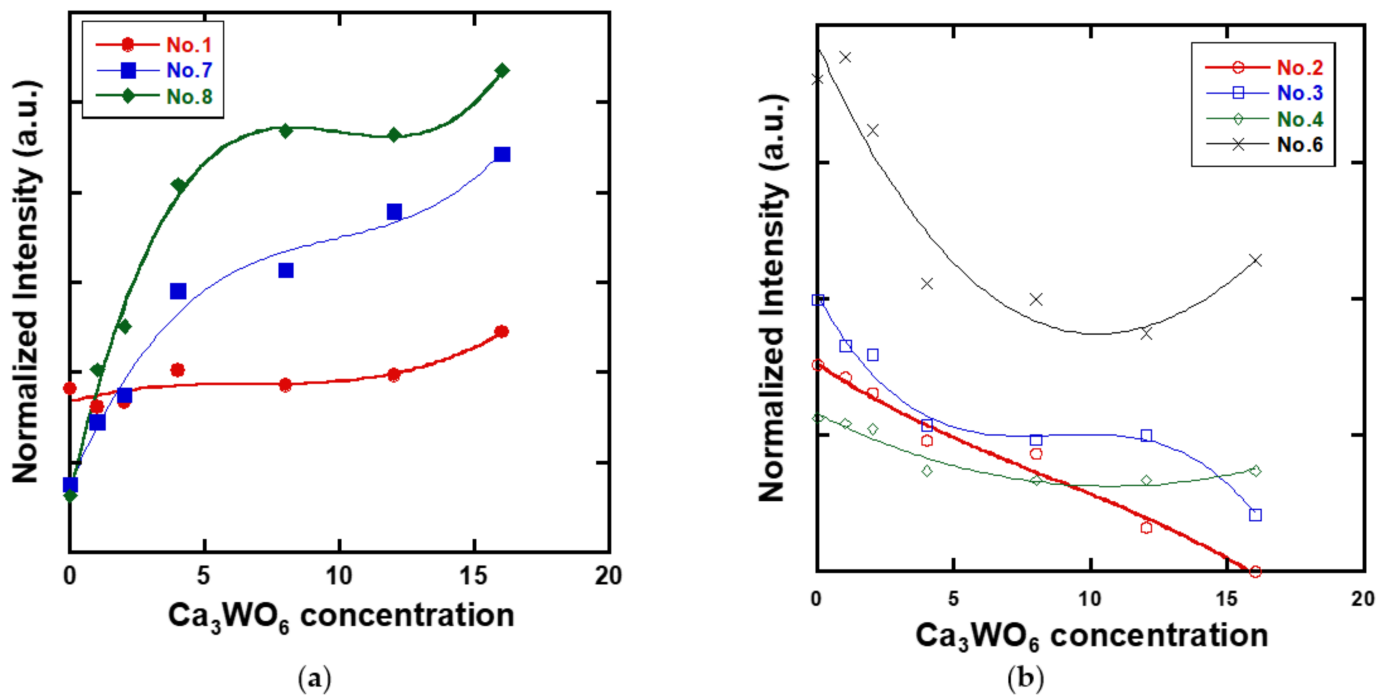 No.1
No.7
No.8
Normalized Intensity (a.u.)
0 5 10 15 20
Ca₃WO₆ concentration
(a)
No.2
No.3
No.4
No.6
Normalized Intensity (a.u.)
0 5 10 15 20
Ca₃WO₆ concentration
(b)